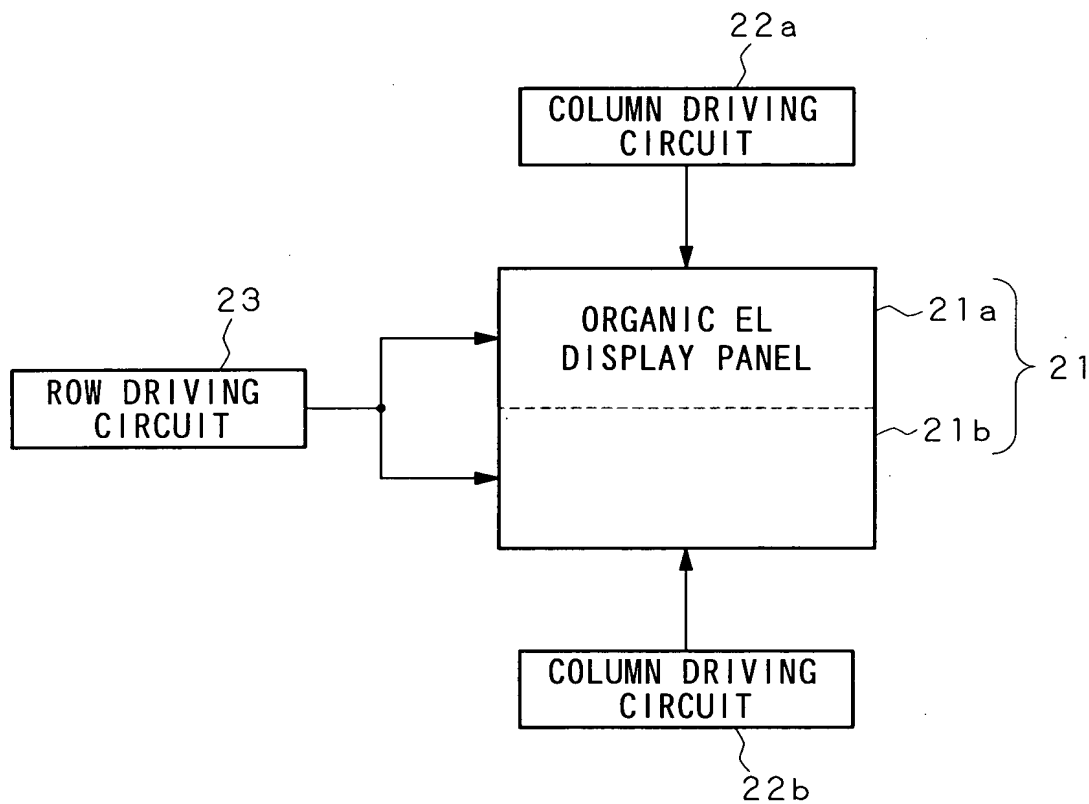 22a
COLUMN DRIVING
CIRCUIT
23
ROW DRIVING
CIRCUIT
ORGANIC EL
DISPLAY PANEL
21a
21
21b
COLUMN DRIVING
CIRCUIT
22b